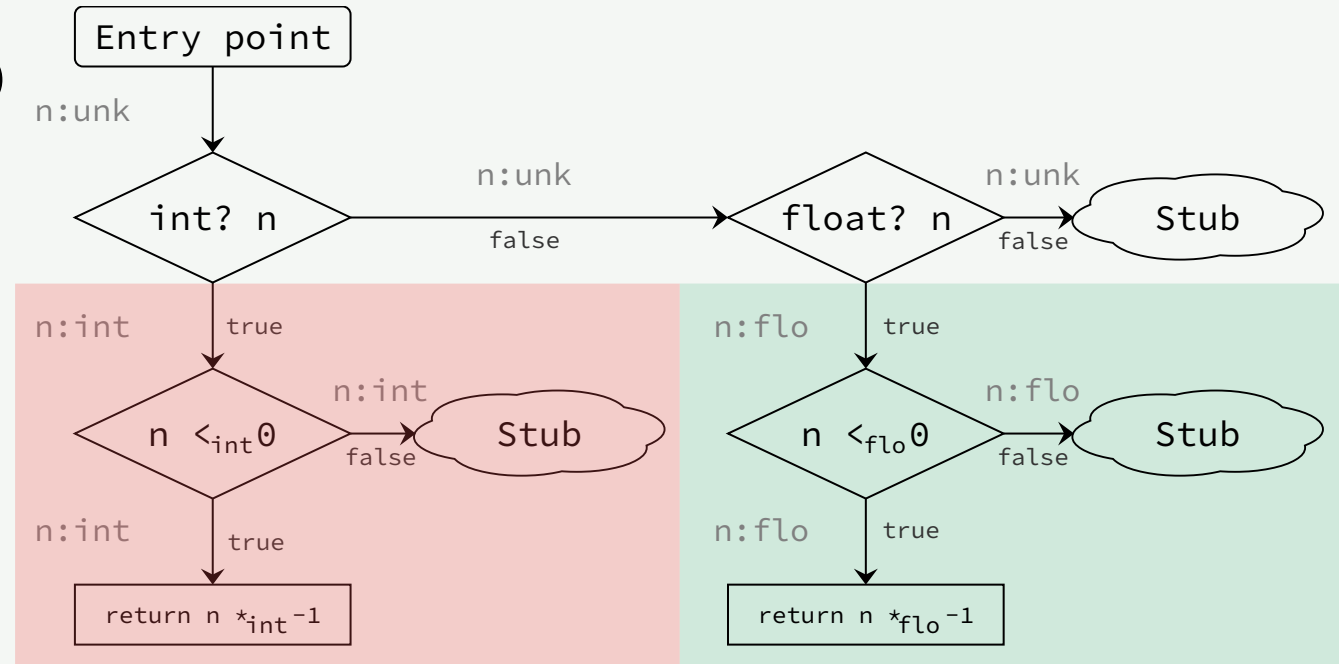 Entry point
)
n:unk
n:unk
n:unk
int? n
false
float? n
false
Stub
n:int
true
n:flo
true
n:int
n:flo
n <int0
false
Stub
n <flo0
false
Stub
n:int
true
n:flo
true
return n *int-1
return n *flo-1